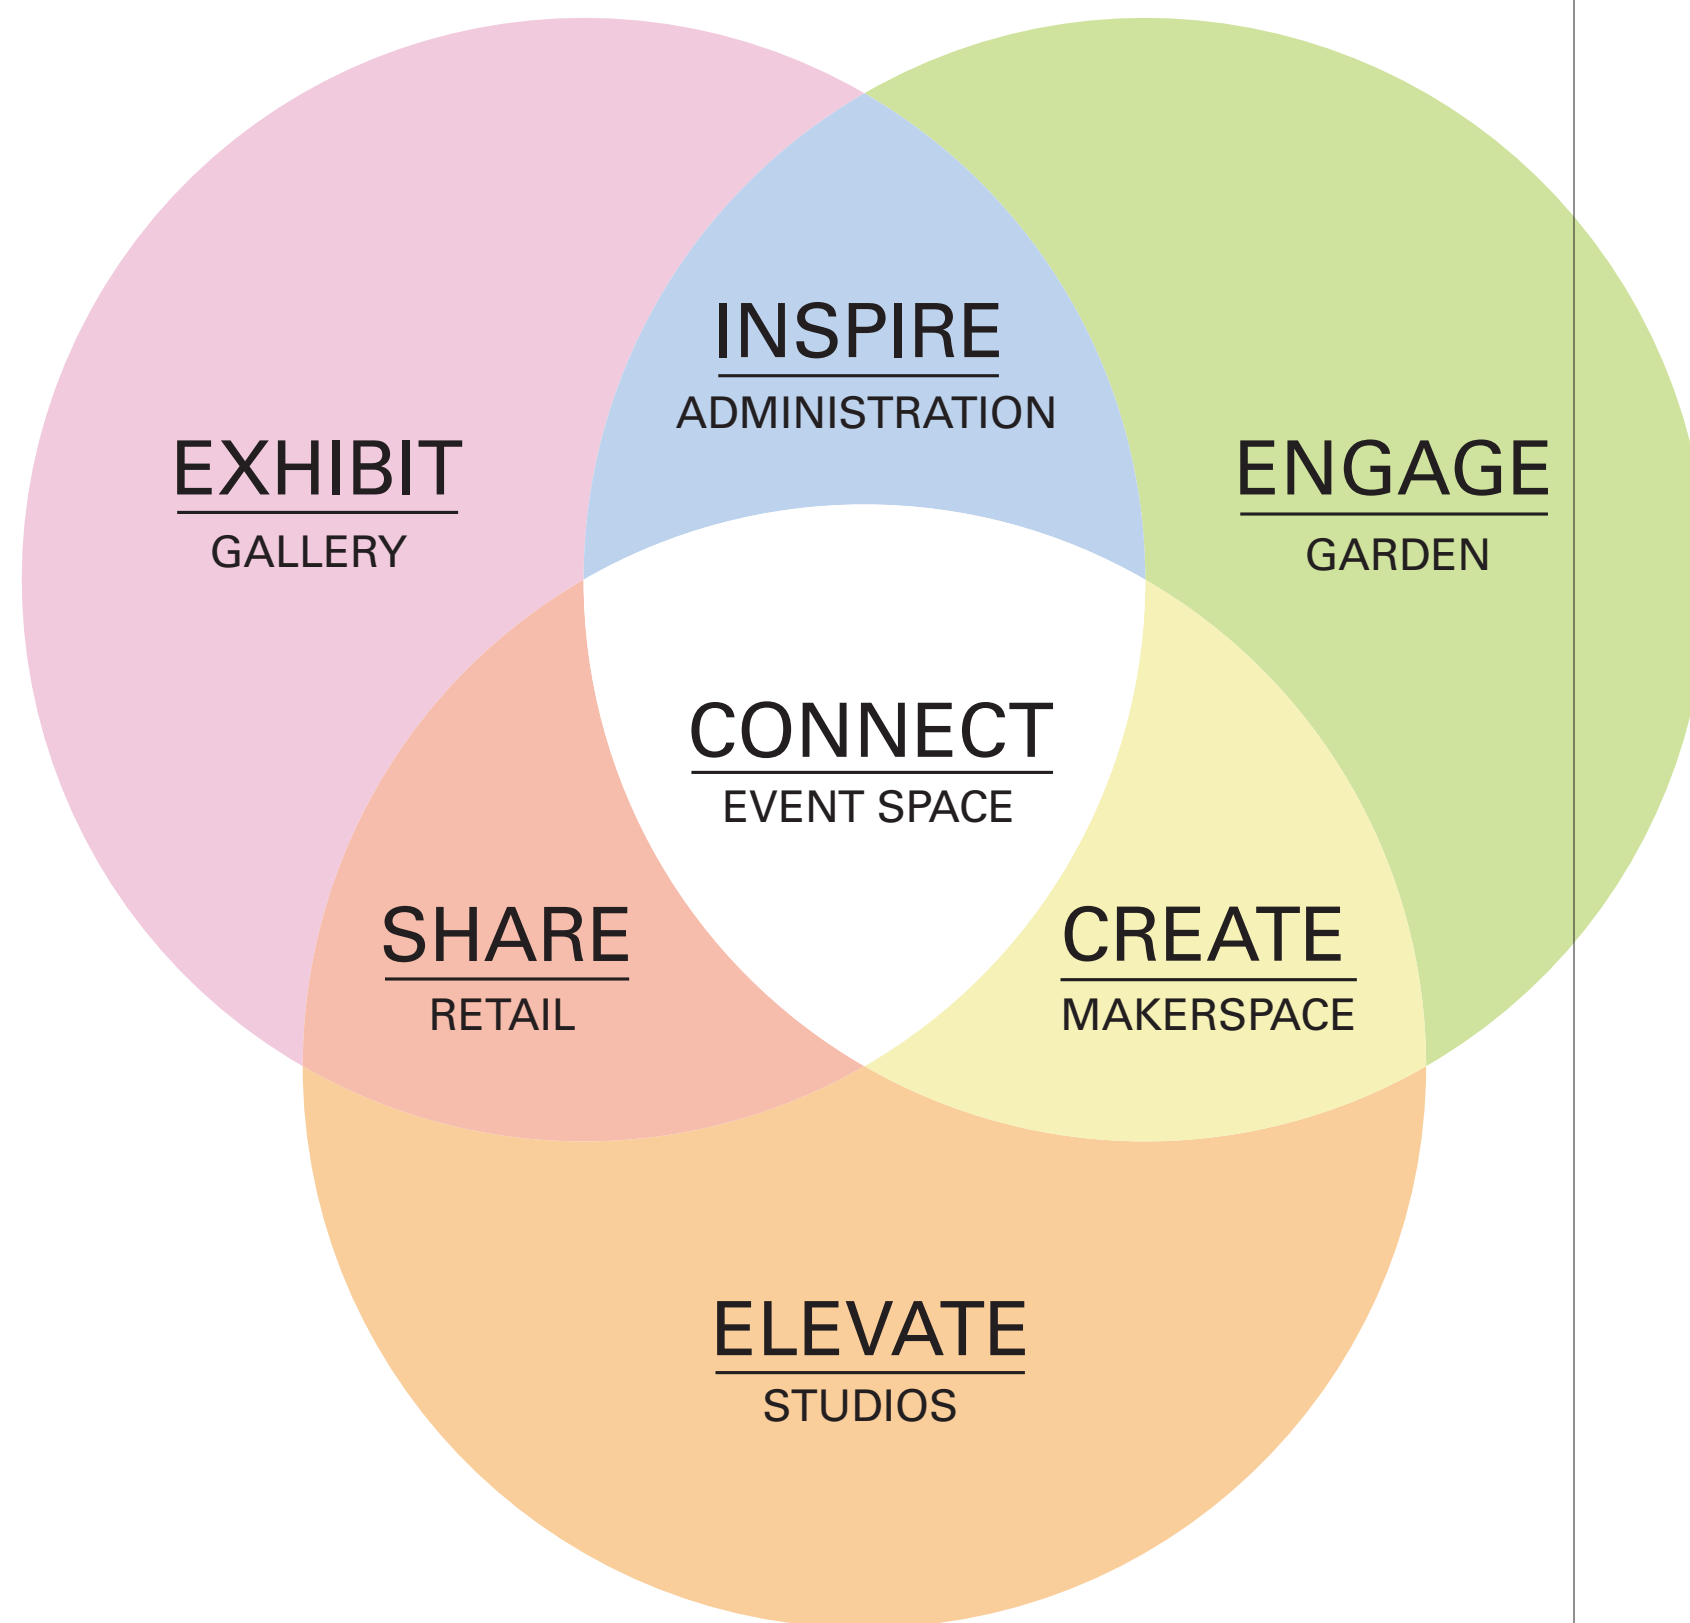 INSPIRE
ADMINISTRATION
EXHIBIT
GALLERY
ENGAGE
GARDEN
CONNECT
EVENT SPACE
SHARE
RETAIL
CREATE
MAKERSPACE
ELEVATE
STUDIOS